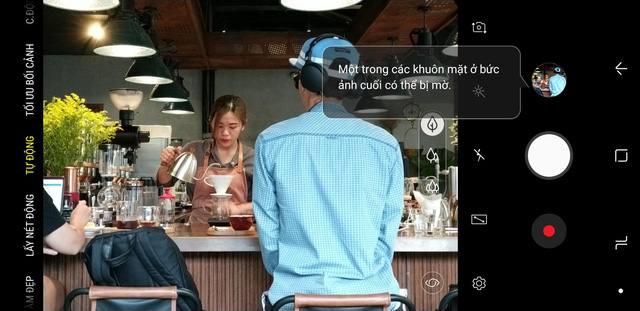 C.ĐỘ
TỐI ƯU BỐI CẢNH
TỰ ĐỘNG
LẤY NÉT ĐỘNG
ÀM ĐẸP
Một trong các khuôn mặt ở bức
ảnh cuối có thể bị mờ.